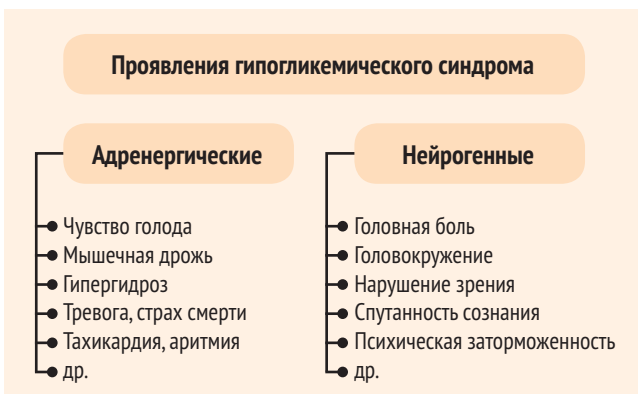 Проявления гипогликемического синдрома
Адренергические
Чувство голода
Мышечная дрожь
Гипергидроз
Тревога, страх смерти
Тахикардия, аритмия
др.
Нейрогенные
Головная боль
Головокружение
Нарушение зрения
Спутанность сознания
Психическая заторможенность
др.